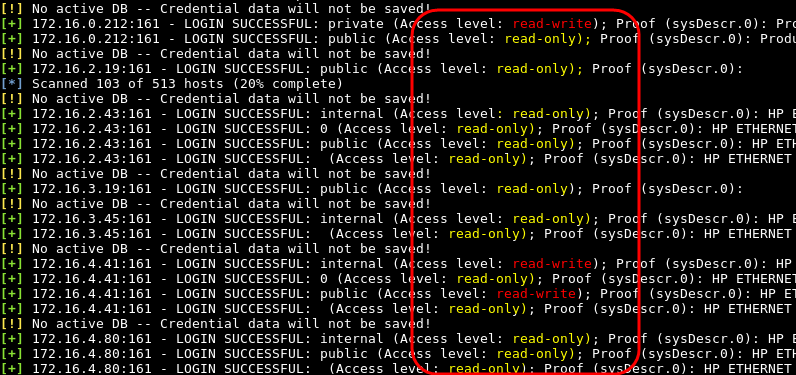 [!] No active DB -- Credential data will not be saved!
[+] 172.16.0.212:161 - LOGIN SUCCESSFUL: private (Access level: read-write); Proof (sysDescr.0): Pro
[+] 172.16.0.212:161 - LOGIN SUCCESSFUL: public (Access level: read-only); Proof (sysDescr.0): Produ
[!] No active DB -- Credential data will not be saved!
[+] 172.16.2.19:161 - LOGIN SUCCESSFUL: public (Access level: read-only); Proof (sysDescr.0):
[*] Scanned 103 of 513 hosts (20% complete)
[!] No active DB -- Credential data will not be saved!
[+] 172.16.2.43:161 - LOGIN SUCCESSFUL: internal (Access level: read-only); Proof (sysDescr.0): HP E
[+] 172.16.2.43:161 - LOGIN SUCCESSFUL: 0 (Access level: read-only); Proof (sysDescr.0): HP ETHERNET
[+] 172.16.2.43:161 - LOGIN SUCCESSFUL: public (Access level: read-only); Proof (sysDescr.0): HP ETH
[+] 172.16.2.43:161 - LOGIN SUCCESSFUL:  (Access level: read-only); Proof (sysDescr.0): HP ETHERNET
[!] No active DB -- Credential data will not be saved!
[+] 172.16.3.19:161 - LOGIN SUCCESSFUL: public (Access level: read-only); Proof (sysDescr.0):
[!] No active DB -- Credential data will not be saved!
[+] 172.16.3.45:161 - LOGIN SUCCESSFUL: internal (Access level: read-only); Proof (sysDescr.0): HP E
[+] 172.16.3.45:161 - LOGIN SUCCESSFUL:  (Access level: read-only); Proof (sysDescr.0): HP ETHERNET
[!] No active DB -- Credential data will not be saved!
[+] 172.16.4.41:161 - LOGIN SUCCESSFUL: internal (Access level: read-write); Proof (sysDescr.0): HP
[+] 172.16.4.41:161 - LOGIN SUCCESSFUL: 0 (Access level: read-only); Proof (sysDescr.0): HP ETHERNET
[+] 172.16.4.41:161 - LOGIN SUCCESSFUL: public (Access level: read-write); Proof (sysDescr.0): HP ET
[+] 172.16.4.41:161 - LOGIN SUCCESSFUL:  (Access level: read-only); Proof (sysDescr.0): HP ETHERNET
[!] No active DB -- Credential data will not be saved!
[+] 172.16.4.80:161 - LOGIN SUCCESSFUL: internal (Access level: read-only); Proof (sysDescr.0): HP E
[+] 172.16.4.80:161 - LOGIN SUCCESSFUL: public (Access level: read-only); Proof (sysDescr.0): HP ETH
[+] 172.16.4.80:161 - LOGIN SUCCESSFUL:  (Access level: read-only); Proof (sysDescr.0): HP ETHERNET